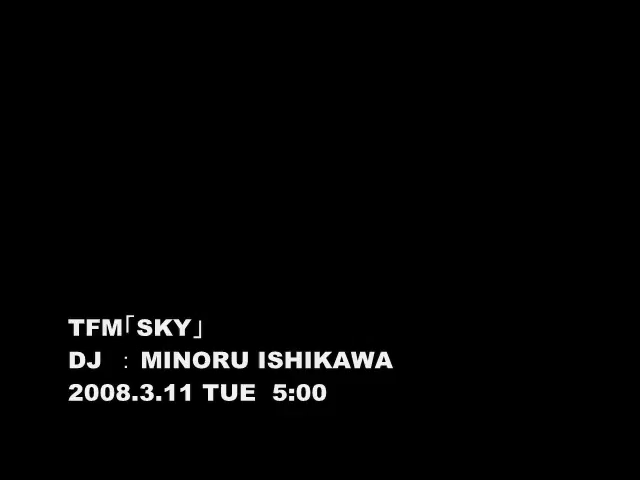 TFM｢SKY｣
DJ : MINORU ISHIKAWA
2008.3.11 TUE 5:00